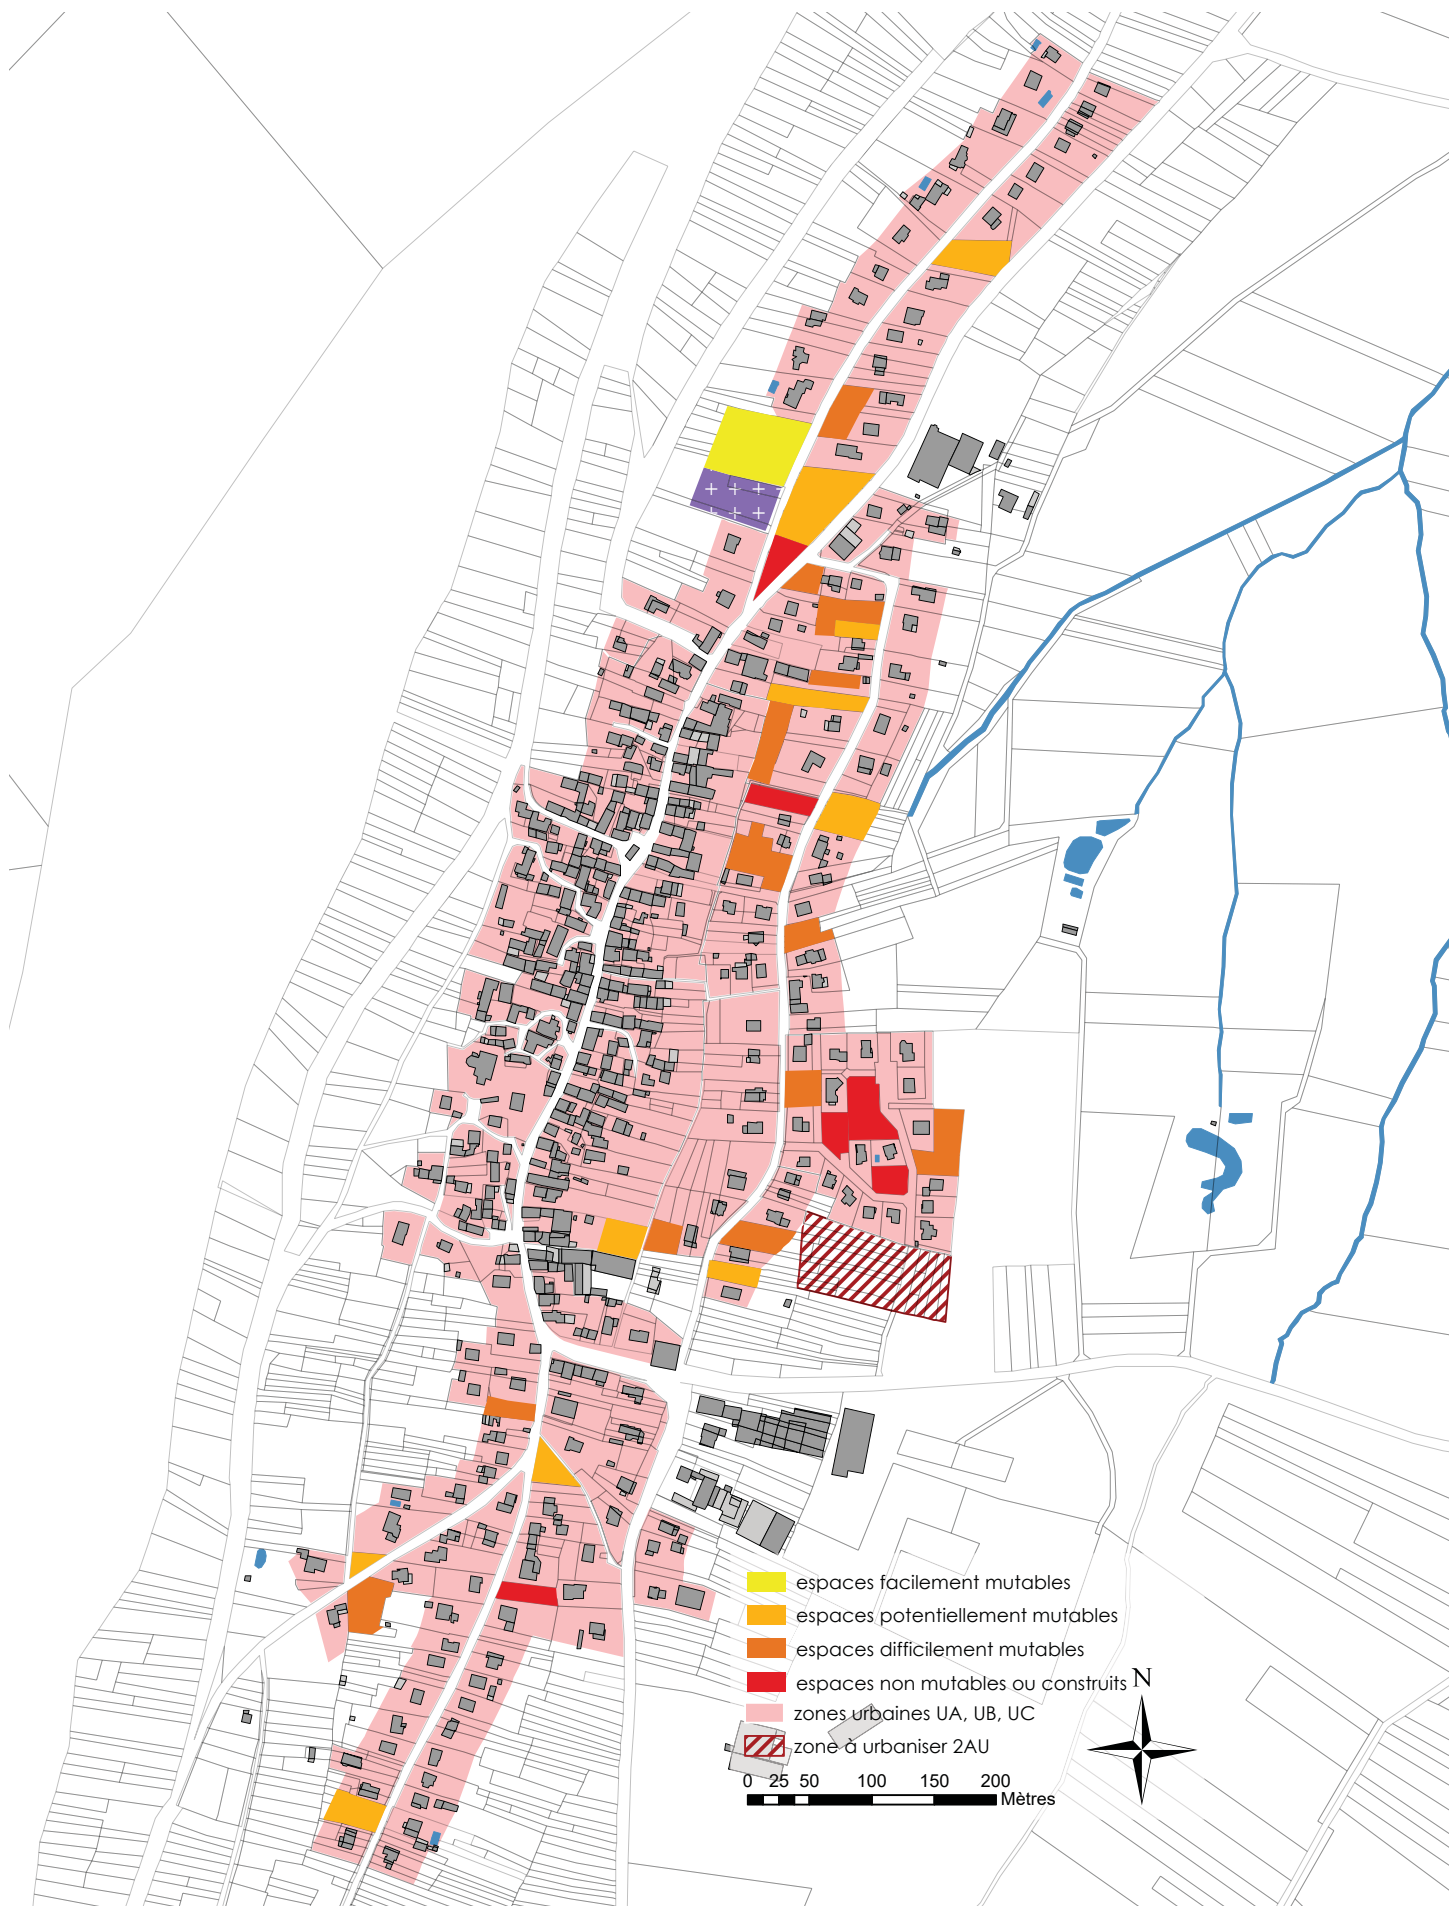 espaces facilement mutables
espaces potentiellement mutables
espaces difficilement mutables
espaces non mutables ou construits
N
zones urbaines UA, UB, UC
zone à urbaniser 2AU
0 25 50 100 150 200
Mètres